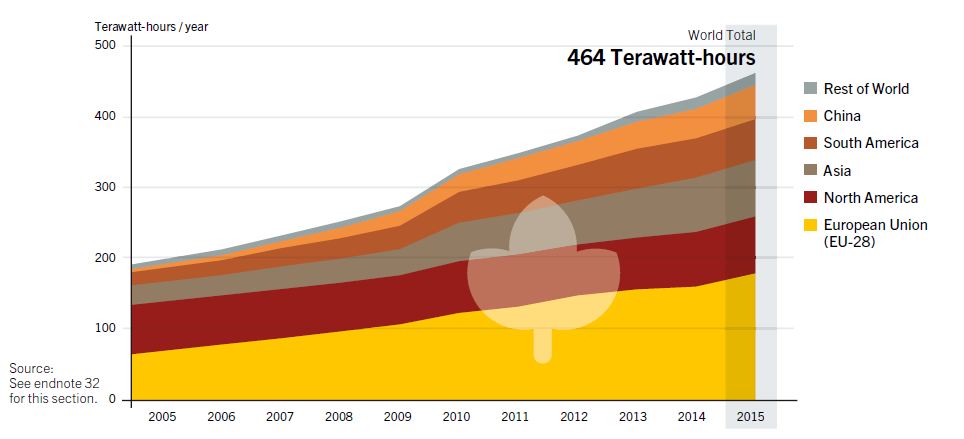 Terawatt-hours / year
World Total
464 Terawatt-hours
500
400
300
200
100
0
2005 2006 2007 2008 2009 2010 2011 2012 2013 2014 2015
Rest of World
China
South America
Asia
North America
European Union
(EU-28)
Source:
See endnote 32
for this section.